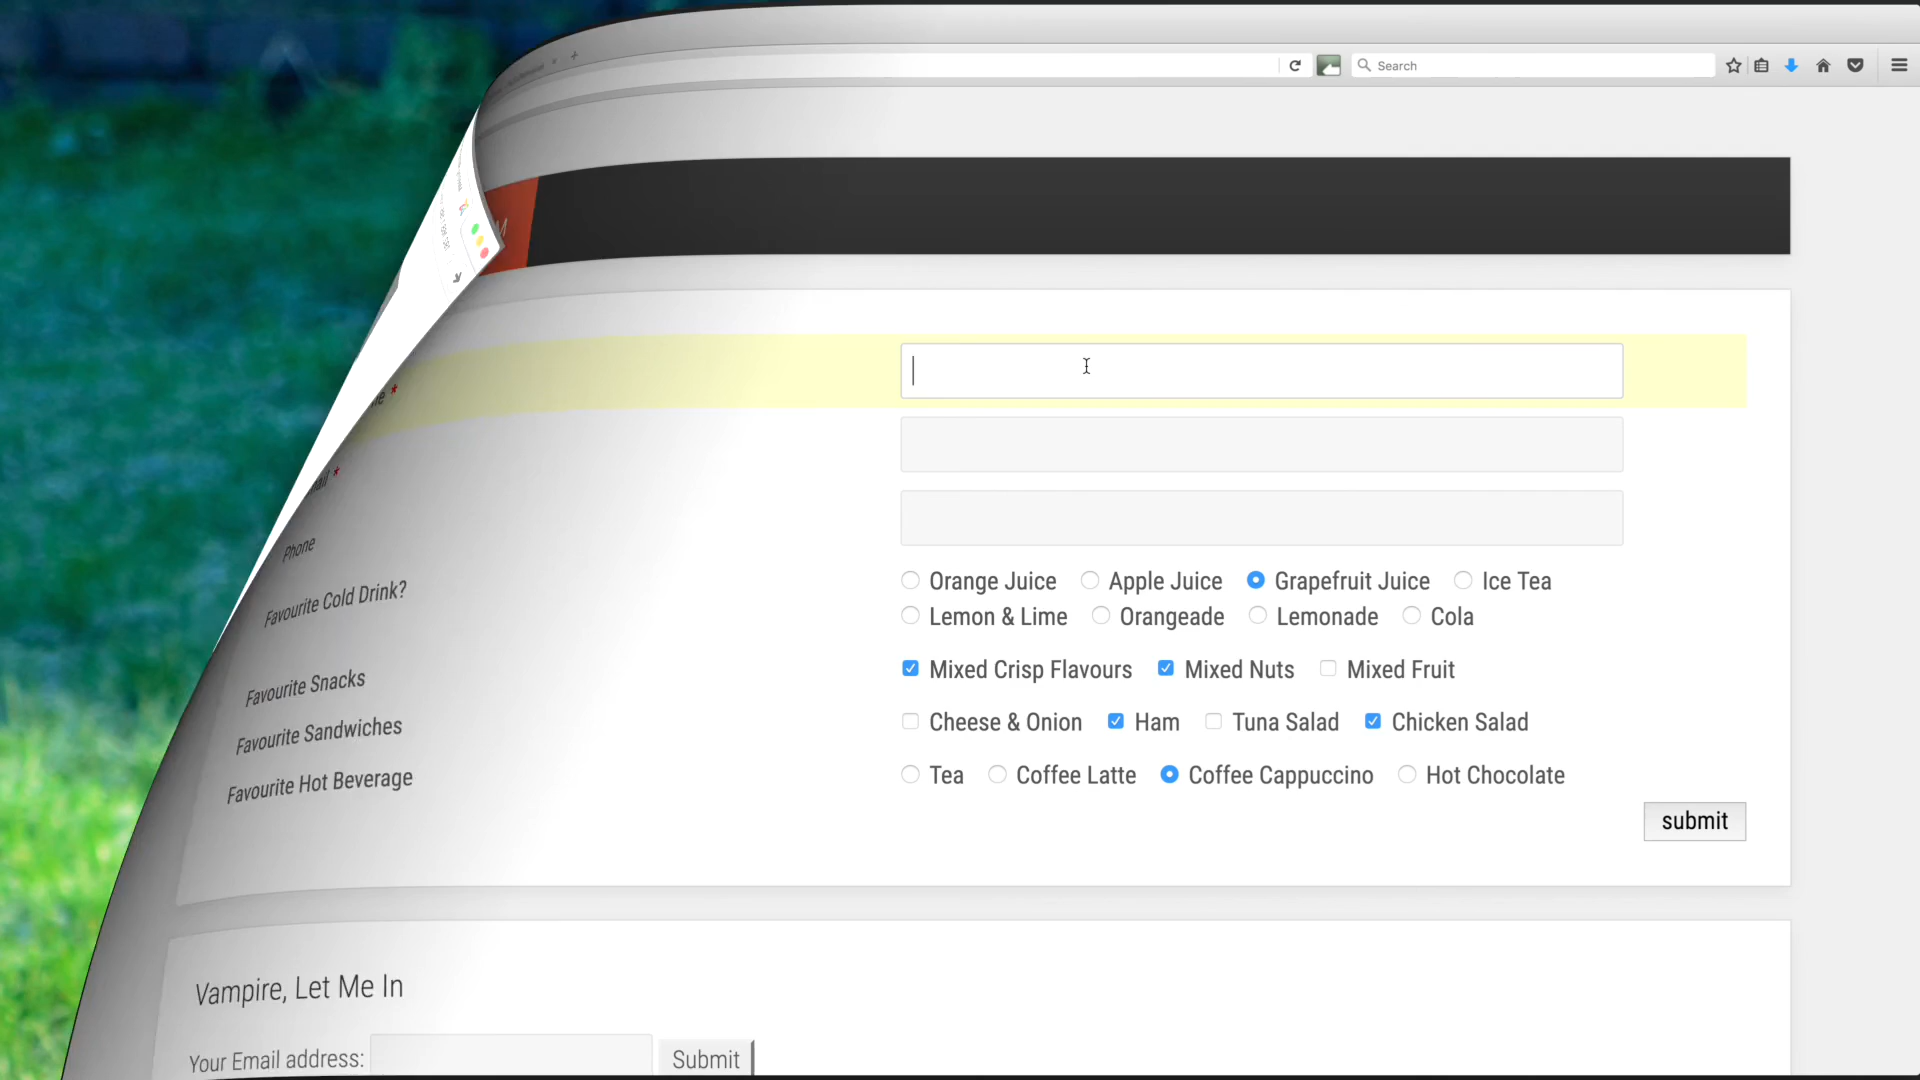 Search
Phone
Favourite Cold Drink?
Orange Juice Apple Juice Grapefruit Juice Ice Tea
Lemon & Lime Orangeade Lemonade Cola
Favourite Snacks
Mixed Crisp Flavours Mixed Nuts Mixed Fruit
Favourite Sandwiches
Cheese & Onion Ham Tuna Salad Chicken Salad
Favourite Hot Beverage
Tea Coffee Latte Coffee Cappuccino Hot Chocolate
submit
Vampire, Let Me In
Your Email address: Submit